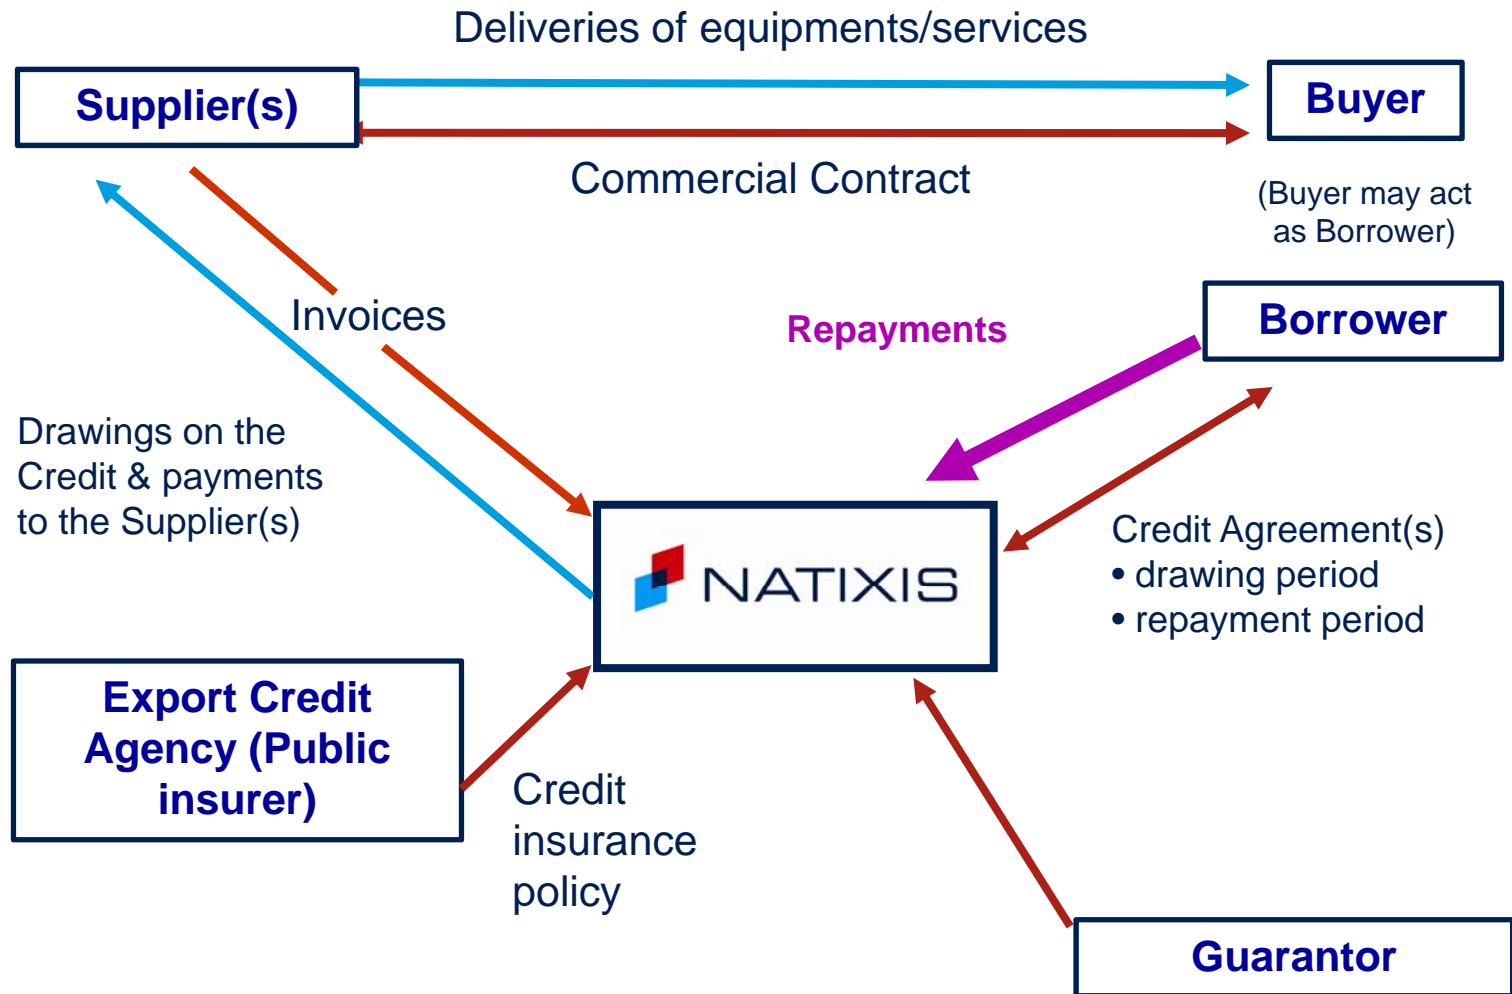 Deliveries of equipments/services
Supplier(s)
Buyer
Commercial Contract
(Buyer may act
as Borrower)
Invoices
Repayments
Borrower
Drawings on the
Credit & payments
to the Supplier(s)
NATIXIS
Credit Agreement(s)
• drawing period
• repayment period
Export Credit
Agency (Public
insurer)
Credit
insurance
policy
Guarantor